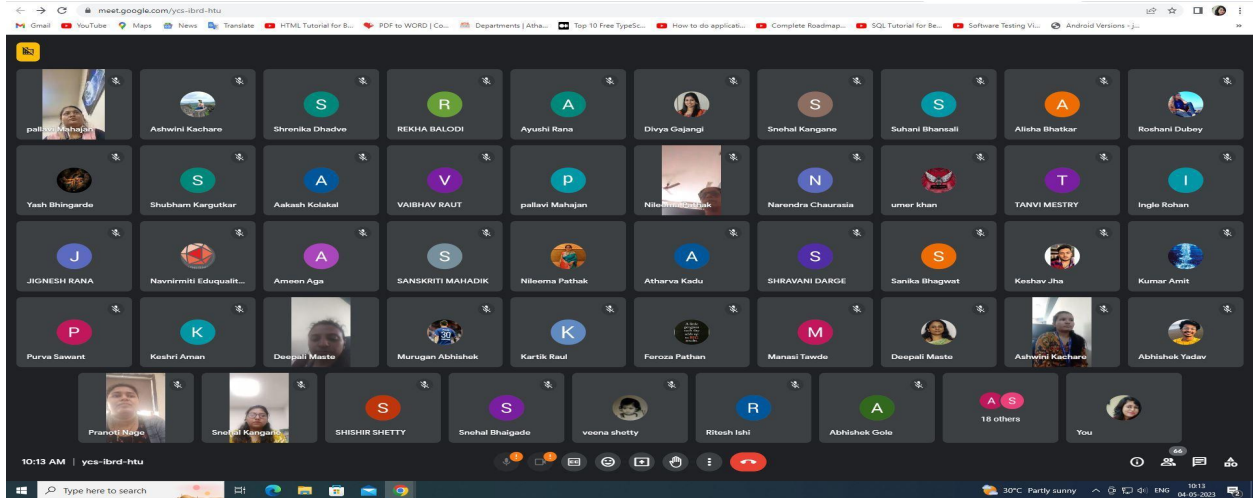 meet.google.com/ycs-ibrd-htu
Gmail YouTube Maps News Translate HTML Tutorial for B... PDF to WORD | Co... Departments | Atha... Top 10 Free TypeSc... How to do applicati... Complete Roadmap... SQL Tutorial for Be... Software Testing Vi... Android Versions - j... »
S R A S S A
pallavi Mahajan Ashwini Kachare Shrenika Dhadve REKHA BALODI Ayushi Rana Divya Gajangi Snehal Kangane Suhani Bhansali Alisha Bhatkar Roshani Dubey
S A V P N T I
Yash Bhingarde Shubham Kargutkar Aakash Kolakal VAIBHAV RAUT pallavi Mahajan Nileema Pathak Narendra Chaurasia umer khan TANVI MESTRY Ingle Rohan
J A S A S S
JIGNESH RANA Navnirmiti Eduqualit... Ameen Aga SANSKRITI MAHADIK Nileema Pathak Atharva Kadu SHRAVANI DARGE Sanika Bhagwat Keshav Jha Kumar Amit
P K 30 K M
Purva Sawant Keshri Aman Deepali Maste Murugan Abhishek Kartik Raul Feroza Pathan Manasi Tawde Deepali Maste Ashwini Kachare Abhishek Yadav
S S R A A S
18 others
Pranoti Nage Snehal Kangane SHISHIR SHETTY Snehal Bhaigade veena shetty Ritesh Ishi Abhishek Gole You
66
10:13 AM | ycs-ibrd-htu
Type here to search 30°C Partly sunny ENG 10:13
04-05-2023